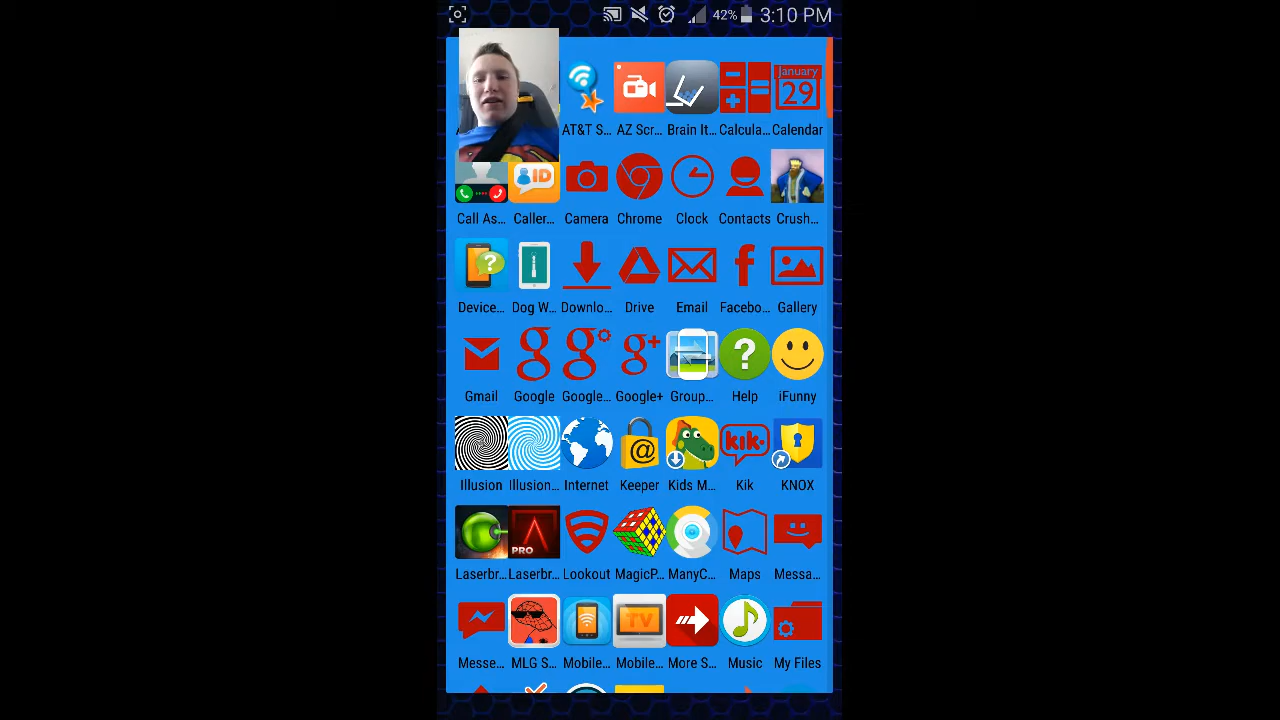 42% 3:10 PM
January
29
AT&T S... AZ Scr... Brain It... Calcula... Calendar
ID
Call As... Caller... Camera Chrome Clock Contacts Crush...
Device... Dog W... Downlo... Drive Email Facebo... Gallery
Gmail Google Google... Google+ Group... Help iFunny
kik
Illusion Illusion... Internet Keeper Kids M... Kik KNOX
PRO
Laserbr... Laserbr... Lookout MagicP... ManyC... Maps Messa...
TV
Messe... MLG S... Mobile... Mobile... More S... Music My Files